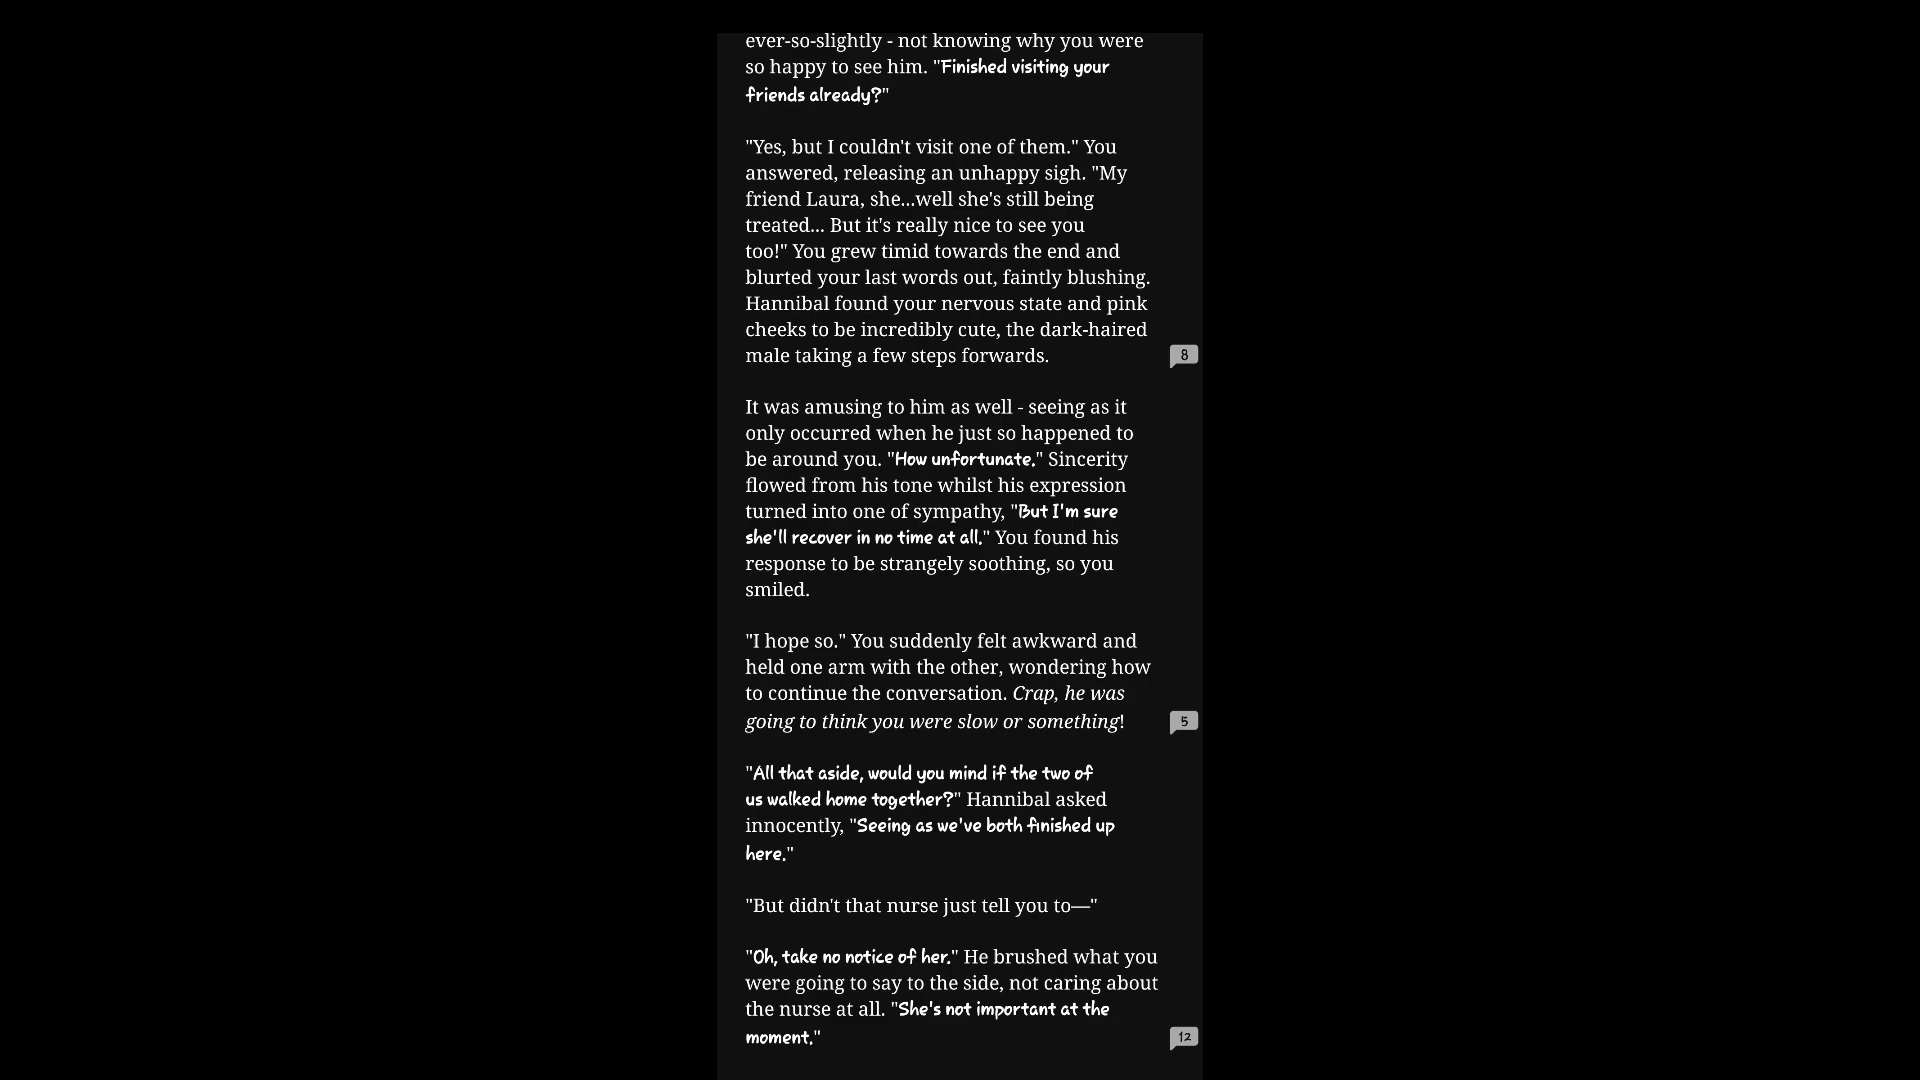 ever-so-slightly - not knowing why you were
so happy to see him. "Finished visiting your
friends already?"
"Yes, but I couldn't visit one of them." You
answered, releasing an unhappy sigh. "My
friend Laura, she...well she's still being
treated... But it's really nice to see you
too!" You grew timid towards the end and
blurted your last words out, faintly blushing.
Hannibal found your nervous state and pink
cheeks to be incredibly cute, the dark-haired
male taking a few steps forwards.
8
It was amusing to him as well - seeing as it
only occurred when he just so happened to
be around you. "How unfortunate." Sincerity
flowed from his tone whilst his expression
turned into one of sympathy, "But I'm sure
she'll recover in no time at all." You found his
response to be strangely soothing, so you
smiled.
"I hope so." You suddenly felt awkward and
held one arm with the other, wondering how
to continue the conversation. Crap, he was
going to think you were slow or something!
5
"All that aside, would you mind if the two of
us walked home together?" Hannibal asked
innocently, "Seeing as we've both finished up
here."
"But didn't that nurse just tell you to—"
"Oh, take no notice of her." He brushed what you
were going to say to the side, not caring about
the nurse at all. "She's not important at the
moment."
12